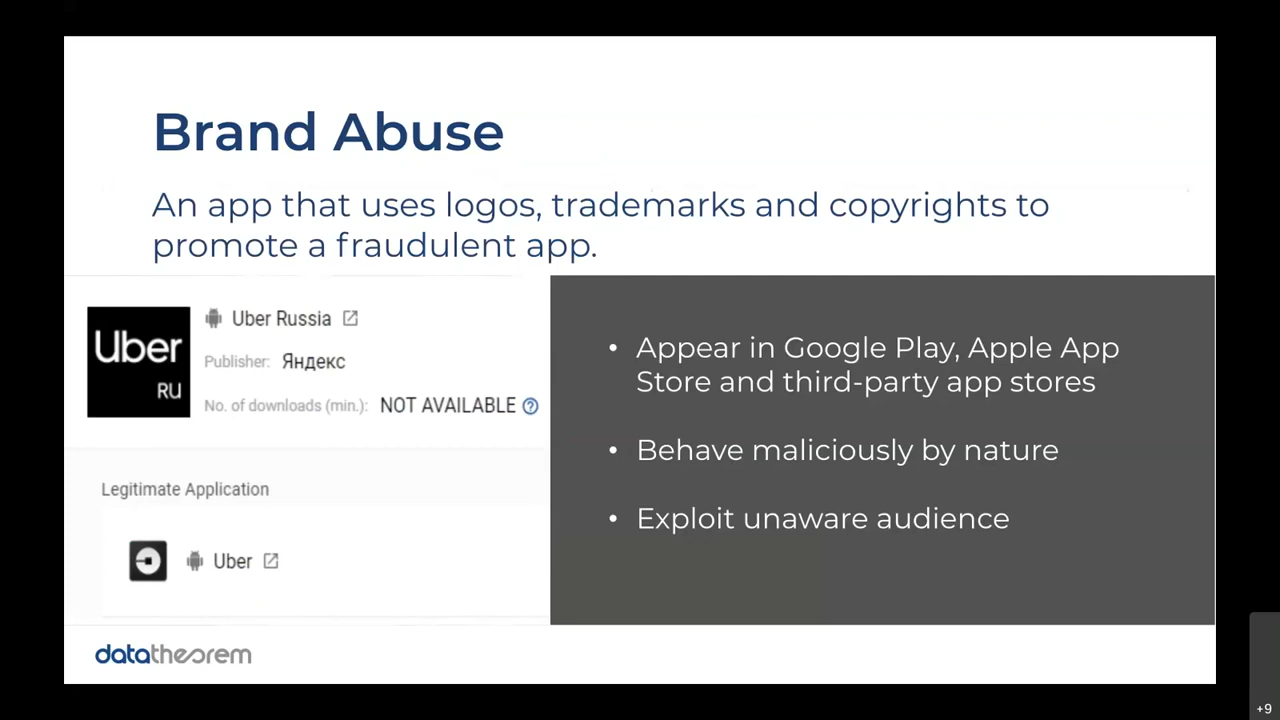 Brand Abuse
An app that uses logos, trademarks and copyrights to
promote a fraudulent app.
Uber
RU
Uber Russia
Publisher: Яндекс
No. of downloads (min.): NOT AVAILABLE ?
Legitimate Application
Uber
• Appear in Google Play, Apple App
Store and third-party app stores
• Behave maliciously by nature
• Exploit unaware audience
datatheorem
+9